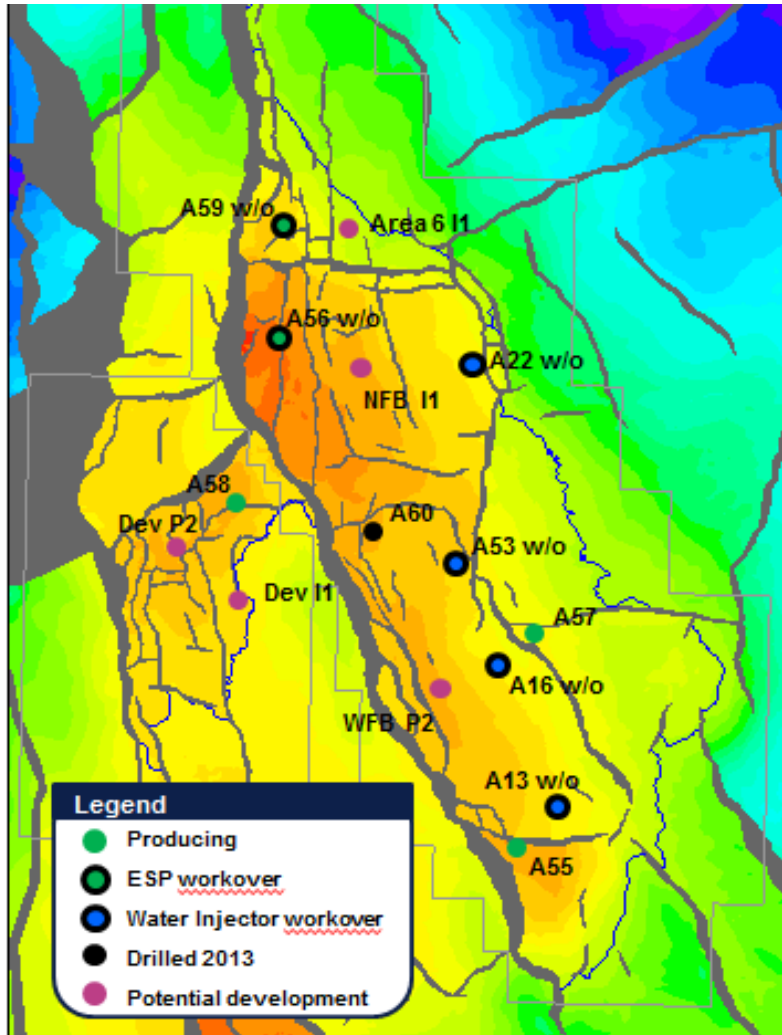 A59 w/o
Area 6 I1
A56 w/o
A22 w/o
NFB I1
A58
A60
Dev P2
A53 w/o
Dev I1
A57
A16 w/o
WFB P2
A13 w/o
A55
Legend
Producing
ESP workover
Water Injector workover
Drilled 2013
Potential development